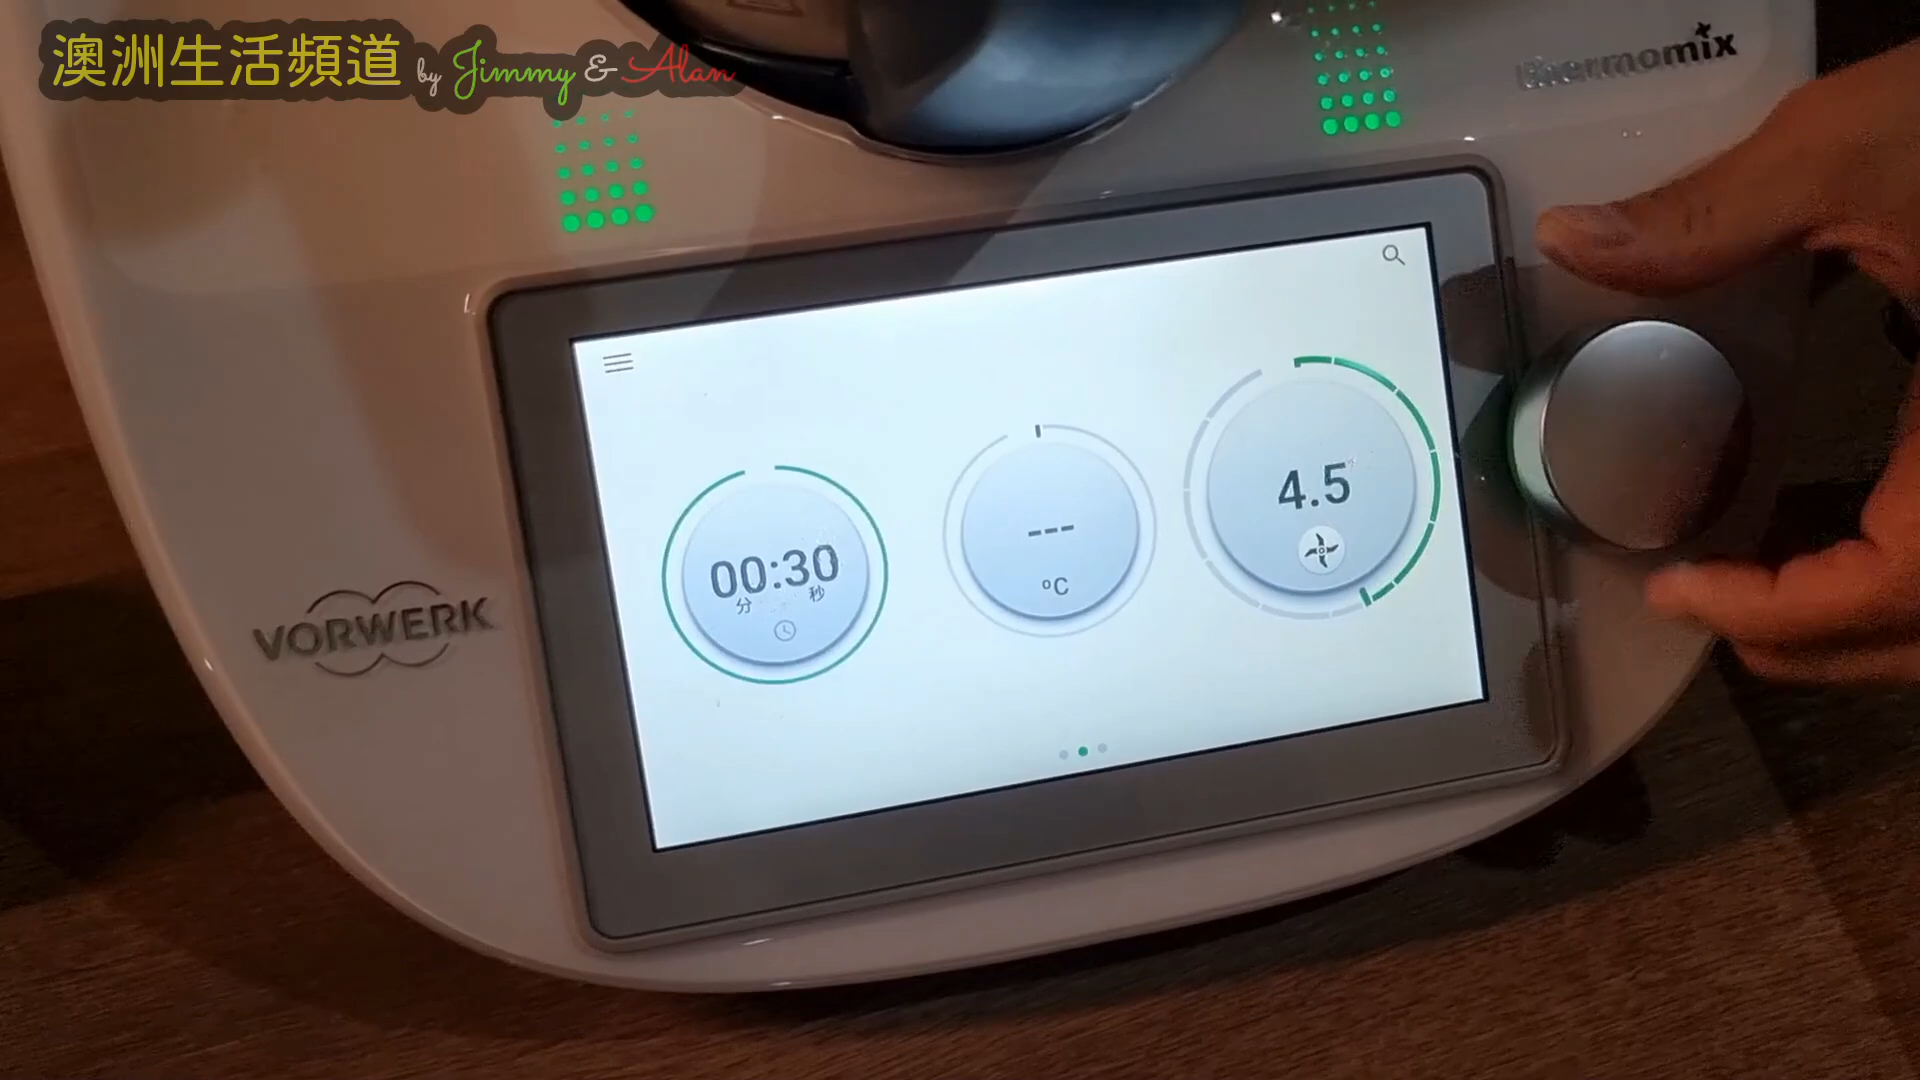 澳洲生活頻道 by Jimmy & Alan
thermomix
VORWERK
00:30
分 秒
---
°C
4.5